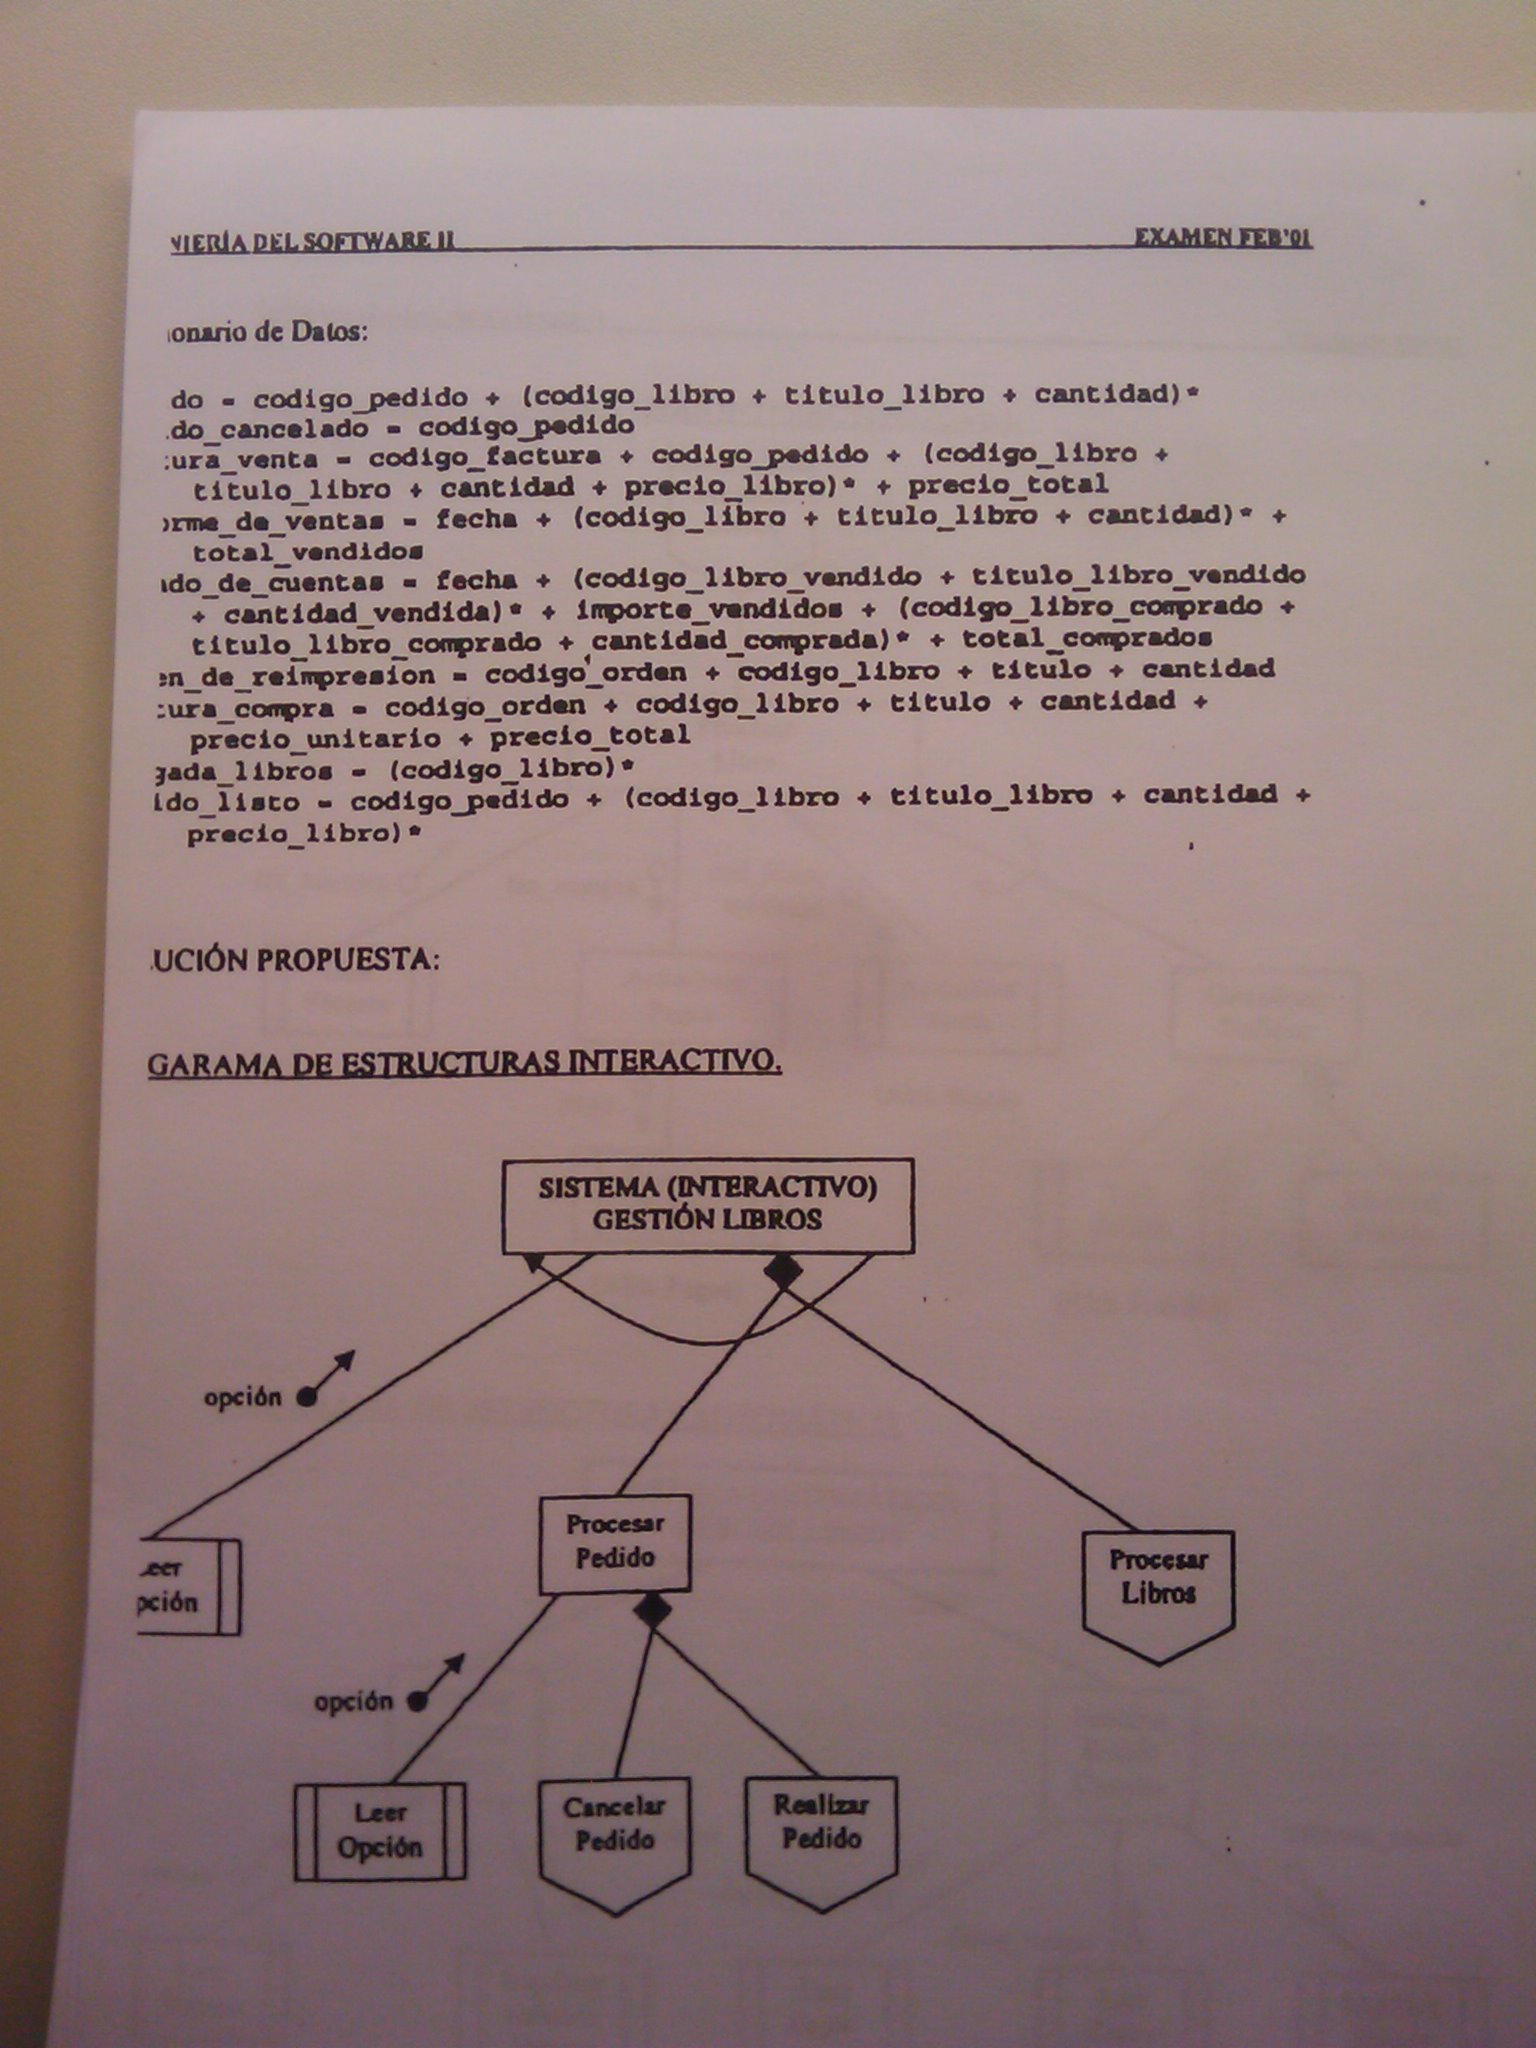 NIERÍA DEL SOFTWARE II EXAMEN FEB'01
onario de Datos:
do = codigo_pedido + (codigo_libro + titulo_libro + cantidad)*
do_cancelado = codigo_pedido
ura_venta = codigo_factura + codigo_pedido + (codigo_libro +
titulo_libro + cantidad + precio_libro)* + precio_total
orme_de_ventas = fecha + (codigo_libro + titulo_libro + cantidad)* +
total_vendidos
ado_de_cuentas = fecha + (codigo_libro_vendido + titulo_libro_vendido
+ cantidad_vendida)* + importe_vendidos + (codigo_libro_comprado +
titulo_libro_comprado + cantidad_comprada)* + total_comprados
en_de_reimpresion = codigo_orden + codigo_libro + titulo + cantidad
tura_compra = codigo_orden + codigo_libro + titulo + cantidad +
precio_unitario + precio_total
gada_libros = (codigo_libro)*
ido_listo = codigo_pedido + (codigo_libro + titulo_libro + cantidad +
precio_libro)*
UCIÓN PROPUESTA:
GARAMA DE ESTRUCTURAS INTERACTIVO.
SISTEMA (INTERACTIVO)
GESTIÓN LIBROS
opción
Leer
pción
Procesar
Pedido
Procesar
Libros
opción
Leer
Opción
Cancelar
Pedido
Realizar
Pedido